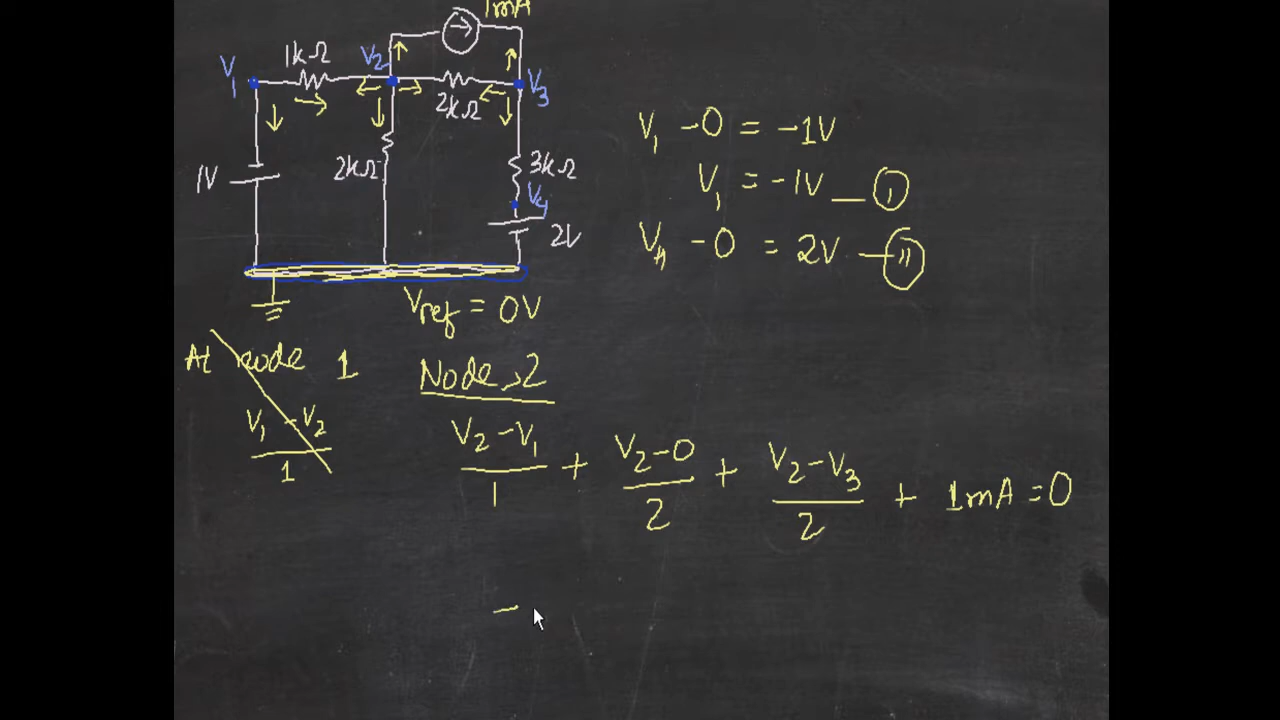 1mA
1kΩ
V2
V1
2kΩ
V3
2kΩ
3kΩ
1V
V4
2V
Vref = 0V
V1 - 0 = -1V
V1 = -1V — (I)
V4 - 0 = 2V — (II)
At node 1
V1 - V2
1
Node, 2
V2 - V1 / 1 + V2 - 0 / 2 + V2 - V3 / 2 + 1mA = 0
-